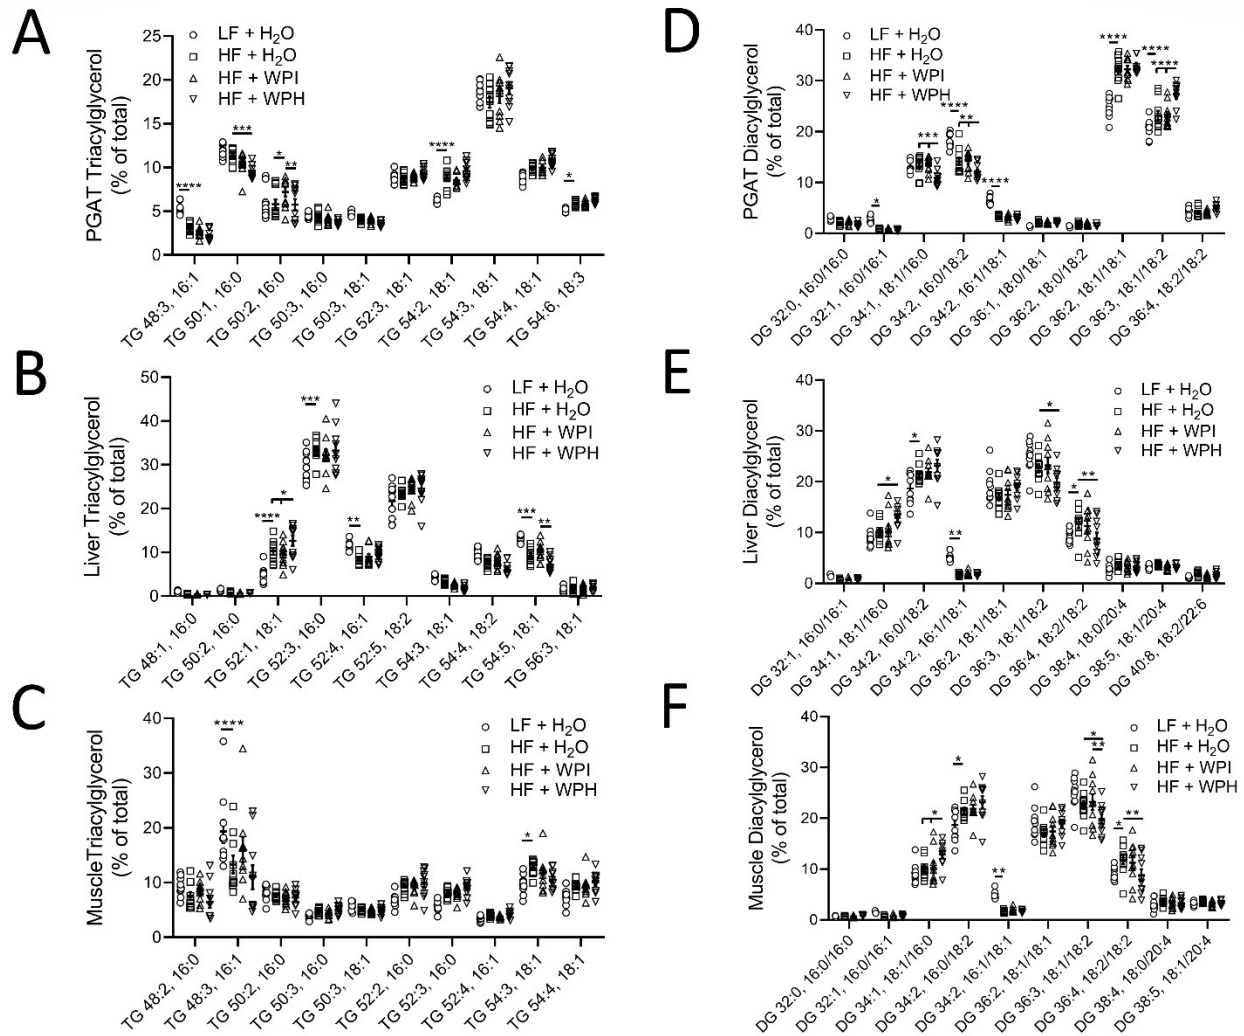 A
PGAT Triacylglycerol
(% of total)
25
20
15
10
5
0
LF + H2O
HF + H2O
HF + WPI
HF + WPH
****
***
*
**
****
*
TG 48:3, 16:1
TG 50:1, 16:0
TG 50:2, 16:0
TG 50:3, 16:0
TG 50:3, 18:1
TG 52:3, 18:1
TG 54:2, 18:1
TG 54:3, 18:1
TG 54:4, 18:1
TG 54:6, 18:3
D
PGAT Diacylglycerol
(% of total)
40
30
20
10
0
LF + H2O
HF + H2O
HF + WPI
HF + WPH
*
***
****
**
****
****
****
****
DG 32:0, 16:0/16:0
DG 32:1, 16:0/16:1
DG 34:1, 18:1/16:0
DG 34:2, 16:0/18:2
DG 34:2, 16:1/18:1
DG 36:1, 18:0/18:1
DG 36:2, 18:0/18:2
DG 36:2, 18:1/18:1
DG 36:3, 18:1/18:2
DG 36:4, 18:2/18:2
B
Liver Triacylglycerol
(% of total)
50
40
30
20
10
0
LF + H2O
HF + H2O
HF + WPI
HF + WPH
****
*
***
**
***
**
TG 48:1, 16:0
TG 50:2, 16:0
TG 52:1, 18:1
TG 52:3, 16:0
TG 52:4, 16:1
TG 52:5, 18:2
TG 54:3, 18:1
TG 54:4, 18:2
TG 54:5, 18:1
TG 56:3, 18:1
E
Liver Diacylglycerol
(% of total)
40
30
20
10
0
LF + H2O
HF + H2O
HF + WPI
HF + WPH
*
*
**
*
*
**
DG 32:1, 16:0/16:1
DG 34:1, 18:1/16:0
DG 34:2, 16:0/18:2
DG 34:2, 16:1/18:1
DG 36:2, 18:1/18:1
DG 36:3, 18:1/18:2
DG 36:4, 18:2/18:2
DG 38:4, 18:0/20:4
DG 38:5, 18:1/20:4
DG 40:8, 18:2/22:6
C
MuscleTriacylglycerol
(% of total)
40
30
20
10
0
LF + H2O
HF + H2O
HF + WPI
HF + WPH
****
*
TG 48:2, 16:0
TG 48:3, 16:1
TG 50:2, 16:0
TG 50:3, 16:0
TG 50:3, 18:1
TG 52:2, 16:0
TG 52:3, 16:0
TG 52:4, 16:1
TG 54:3, 18:1
TG 54:4, 18:1
F
Muscle Diacylglycerol
(% of total)
40
30
20
10
0
LF + H2O
HF + H2O
HF + WPI
HF + WPH
*
*
**
*
**
*
**
DG 32:0, 16:0/16:0
DG 32:1, 16:0/16:1
DG 34:1, 18:1/16:0
DG 34:2, 16:0/18:2
DG 34:2, 16:1/18:1
DG 36:2, 18:1/18:1
DG 36:3, 18:1/18:2
DG 36:4, 18:2/18:2
DG 38:4, 18:0/20:4
DG 38:5, 18:1/20:4